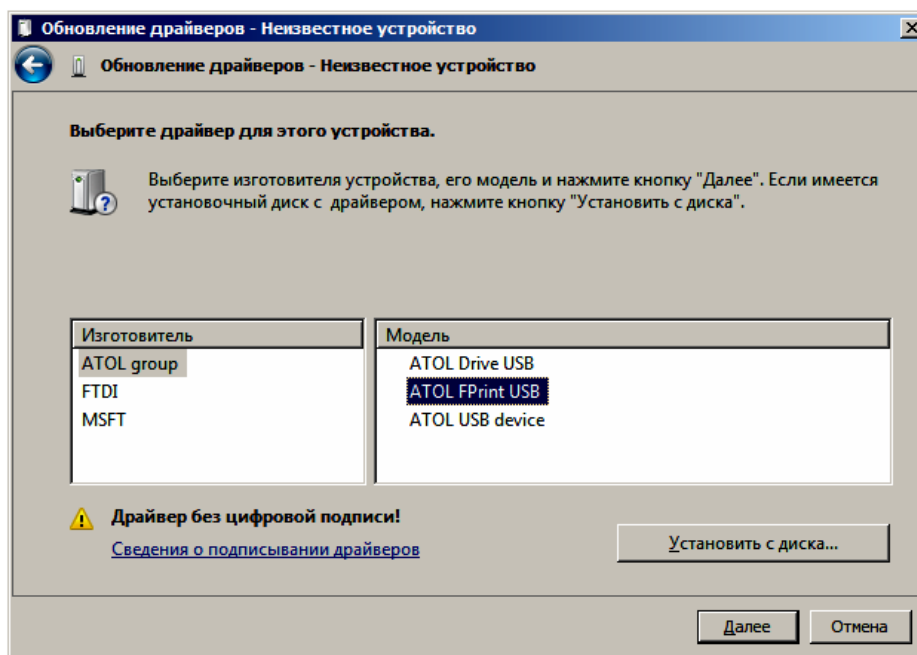 Обновление драйверов - Неизвестное устройство
Обновление драйверов - Неизвестное устройство
Выберите драйвер для этого устройства.
Выберите изготовителя устройства, его модель и нажмите кнопку "Далее". Если имеется
установочный диск с драйвером, нажмите кнопку "Установить с диска".
Изготовитель
ATOL group
FTDI
MSFT
Модель
ATOL Drive USB
ATOL FPrint USB
ATOL USB device
Драйвер без цифровой подписи!
Сведения о подписывании драйверов
Установить с диска...
Далее
Отмена